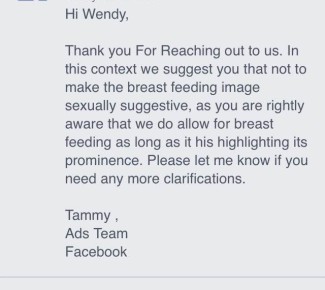 Hi Wendy,
Thank you For Reaching out to us. In
this context we suggest you that not to
make the breast feeding image
sexually suggestive, as you are rightly
aware that we do allow for breast
feeding as long as it his highlighting its
prominence. Please let me know if you
need any more clarifications.
Tammy ,
Ads Team
Facebook